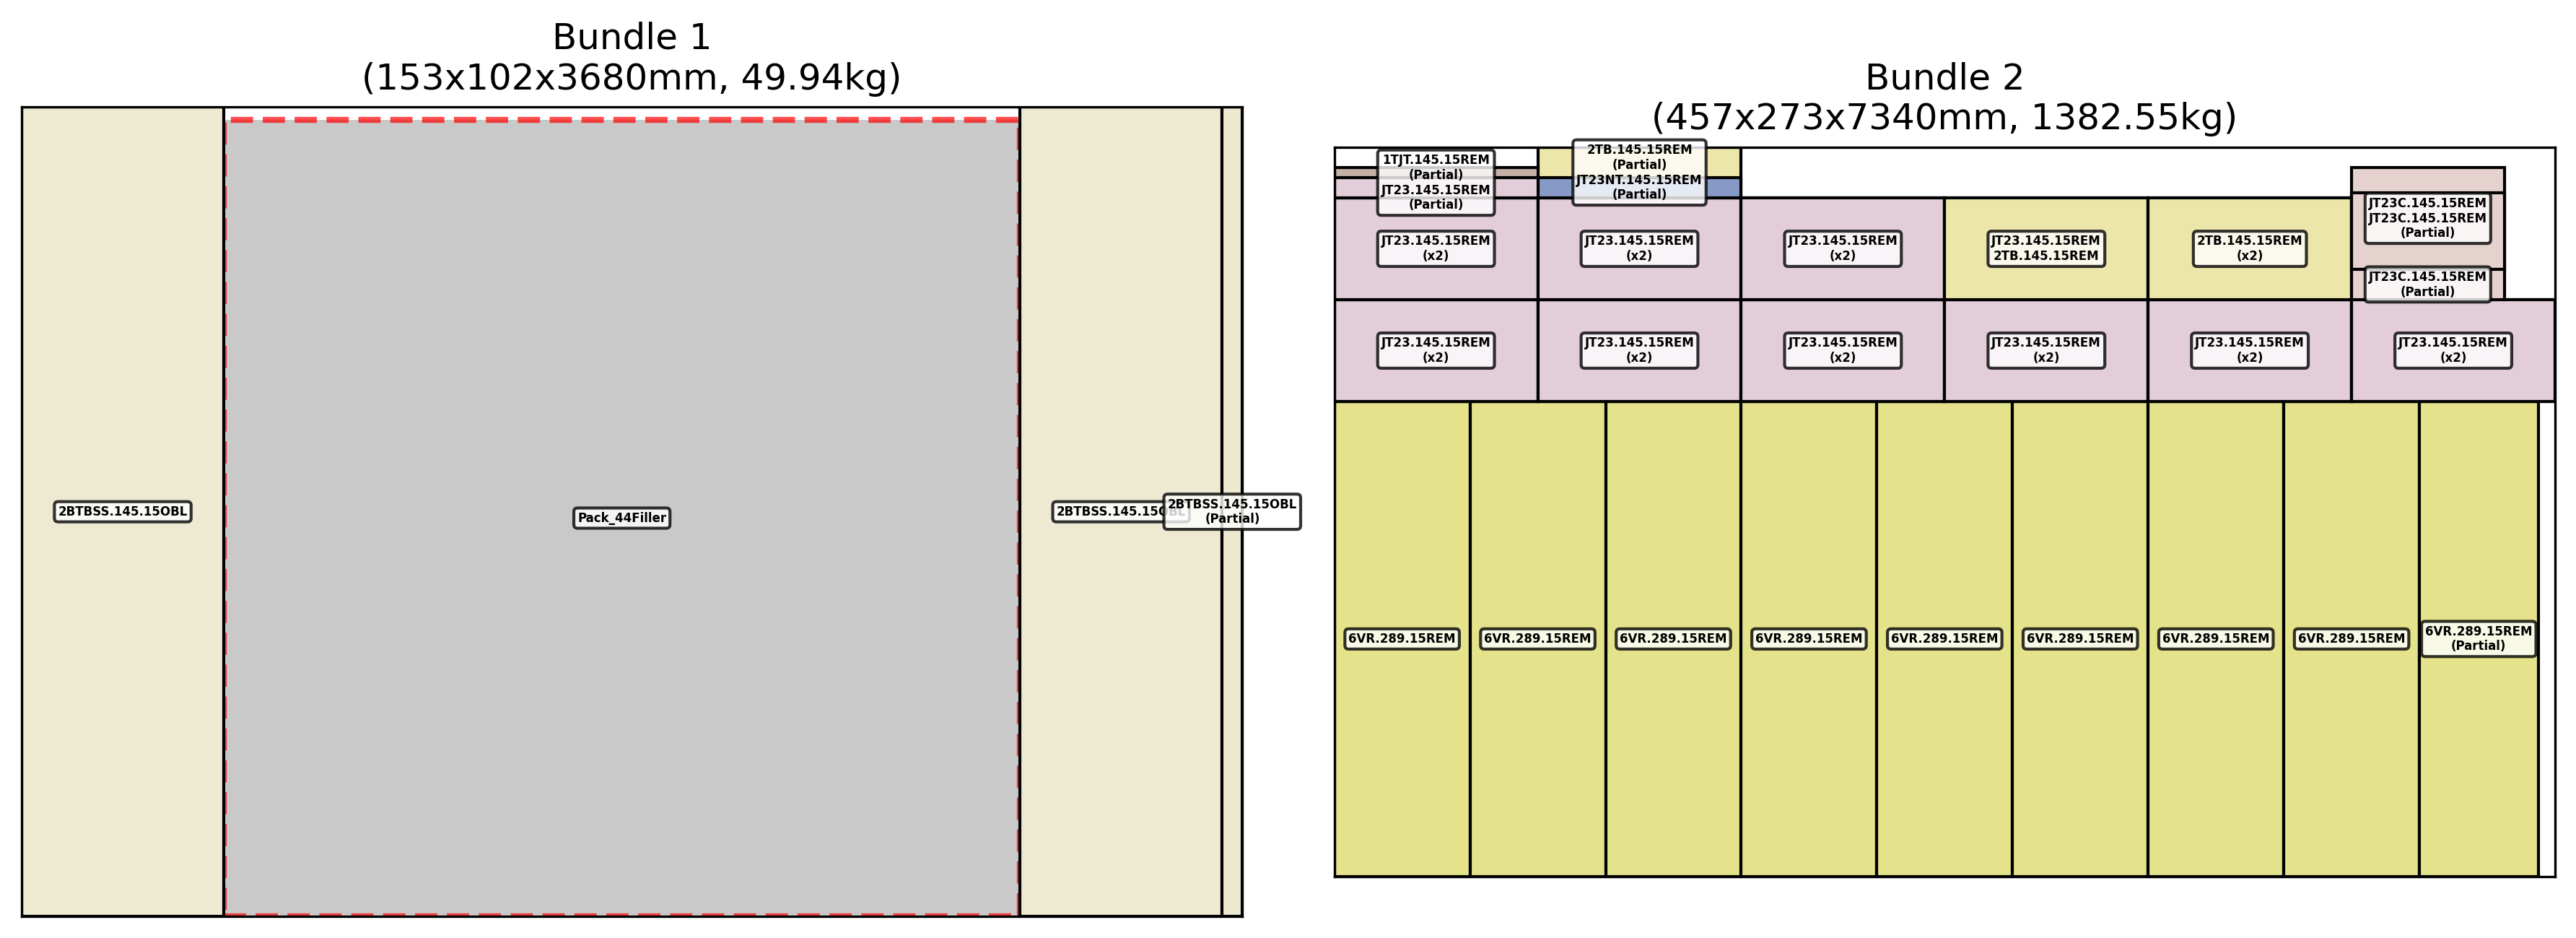 Bundle 1
(153x102x3680mm, 49.94kg)
2BTBSS.145.15OBL
Pack_44Filler
2BTBSS.145.15OBL
2BTBSS.145.15OBL
(Partial)
Bundle 2
(457x273x7340mm, 1382.55kg)
1TJT.145.15REM
(Partial)
JT23.145.15REM
(Partial)
2TB.145.15REM
(Partial)
JT23NT.145.15REM
(Partial)
JT23.145.15REM
(x2)
JT23.145.15REM
(x2)
JT23.145.15REM
(x2)
JT23.145.15REM
2TB.145.15REM
2TB.145.15REM
(x2)
JT23C.145.15REM
JT23C.145.15REM
(Partial)
JT23C.145.15REM
(Partial)
JT23.145.15REM
(x2)
JT23.145.15REM
(x2)
JT23.145.15REM
(x2)
JT23.145.15REM
(x2)
JT23.145.15REM
(x2)
JT23.145.15REM
(x2)
6VR.289.15REM
6VR.289.15REM
6VR.289.15REM
6VR.289.15REM
6VR.289.15REM
6VR.289.15REM
6VR.289.15REM
6VR.289.15REM
6VR.289.15REM
(Partial)